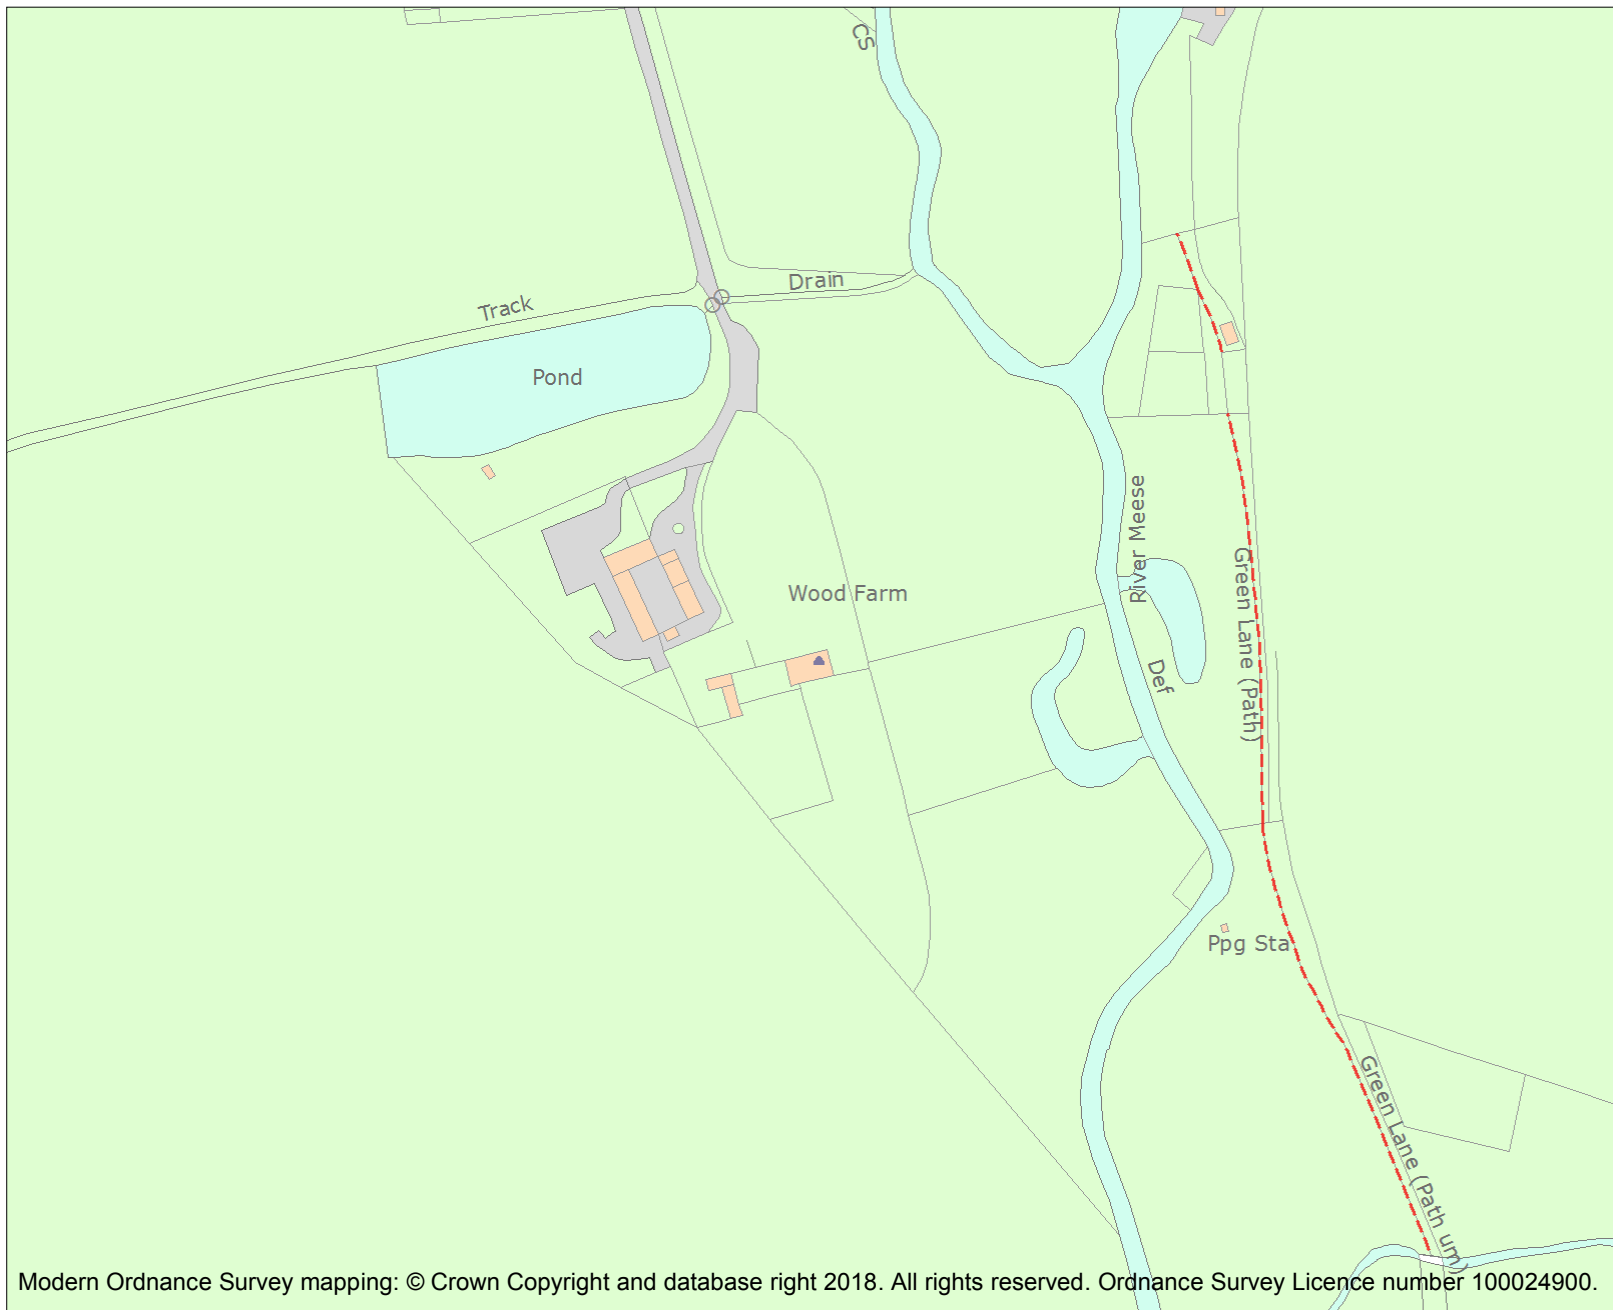 CS
Drain
Track
Pond
River Meese
Green Lane (Path)
Wood Farm
Def
Ppg Sta
Green Lane (Path um)
Modern Ordnance Survey mapping: © Crown Copyright and database right 2018. All rights reserved. Ordnance Survey Licence number 100024900.